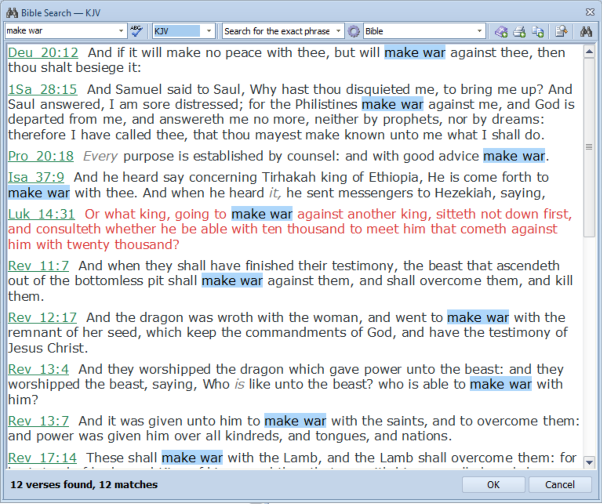 Bible Search — KJV
make war ABC KJV Search for the exact phrase Bible
Deu 20:12 And if it will make no peace with thee, but will make war against thee, then
thou shalt besiege it:
1Sa 28:15 And Samuel said to Saul, Why hast thou disquieted me, to bring me up? And
Saul answered, I am sore distressed; for the Philistines make war against me, and God is
departed from me, and answereth me no more, neither by prophets, nor by dreams:
therefore I have called thee, that thou mayest make known unto me what I shall do.
Pro 20:18 Every purpose is established by counsel: and with good advice make war.
Isa 37:9 And he heard say concerning Tirhakah king of Ethiopia, He is come forth to
make war with thee. And when he heard it, he sent messengers to Hezekiah, saying,
Luk 14:31 Or what king, going to make war against another king, sitteth not down first,
and consulteth whether he be able with ten thousand to meet him that cometh against
him with twenty thousand?
Rev 11:7 And when they shall have finished their testimony, the beast that ascendeth
out of the bottomless pit shall make war against them, and shall overcome them, and kill
them.
Rev 12:17 And the dragon was wroth with the woman, and went to make war with the
remnant of her seed, which keep the commandments of God, and have the testimony of
Jesus Christ.
Rev 13:4 And they worshipped the dragon which gave power unto the beast: and they
worshipped the beast, saying, Who is like unto the beast? who is able to make war with
him?
Rev 13:7 And it was given unto him to make war with the saints, and to overcome them:
and power was given him over all kindreds, and tongues, and nations.
Rev 17:14 These shall make war with the Lamb, and the Lamb shall overcome them: for
12 verses found, 12 matches OK Cancel